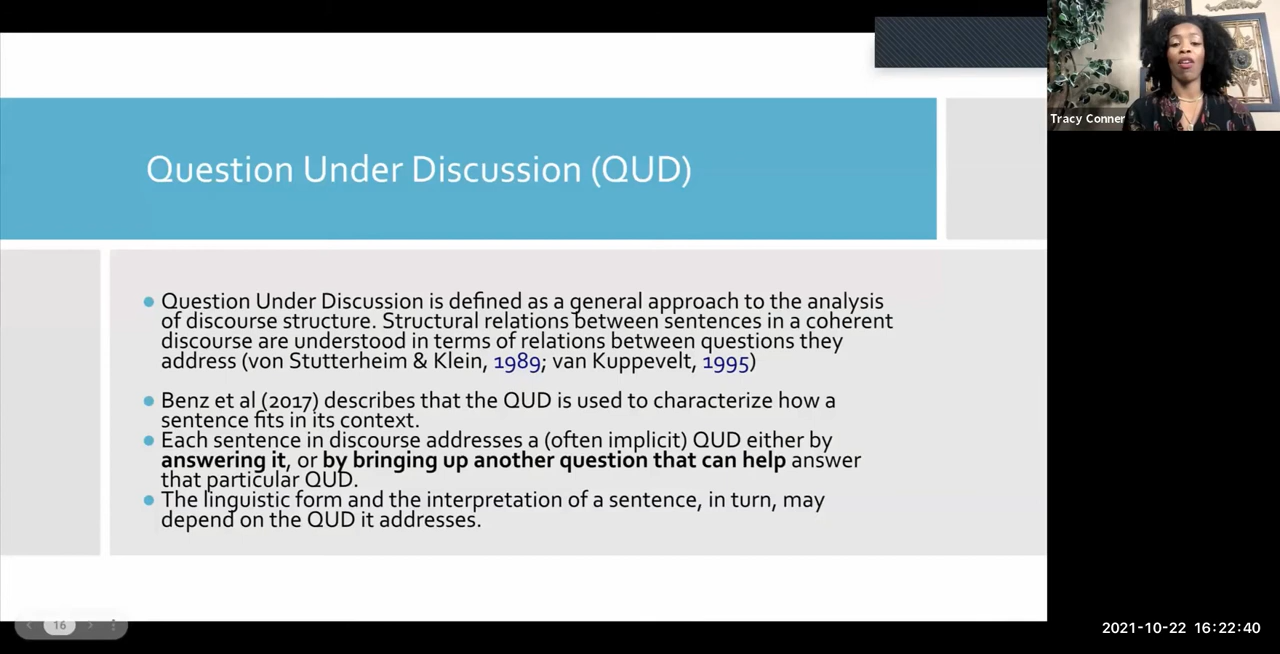 Tracy Conner
Question Under Discussion (QUD)
Question Under Discussion is defined as a general approach to the analysis
of discourse structure. Structural relations between sentences in a coherent
discourse are understood in terms of relations between questions they
address (von Stutterheim & Klein, 1989; van Kuppevelt, 1995)
Benz et al (2017) describes that the QUD is used to characterize how a
sentence fits in its context.
Each sentence in discourse addresses a (often implicit) QUD either by
answering it, or by bringing up another question that can help answer
that particular QUD.
The linguistic form and the interpretation of a sentence, in turn, may
depend on the QUD it addresses.
16
2021-10-22 16:22:40